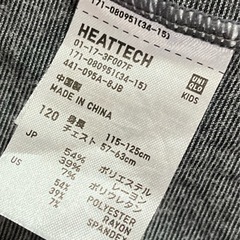 171-080951(34-15)
HEATTECH
01-17-3F007K
171-080951(34-15)
441-095A-8JB
中国製
MADE IN CHINA
UNI
QLO
KIDS
120 身長 115-125cm
チェスト 57-63cm
JP
54% ポリエステル
39% レーヨン
7% ポリウレタン
US
54% POLYESTER
39% RAYON
7% SPANDEX